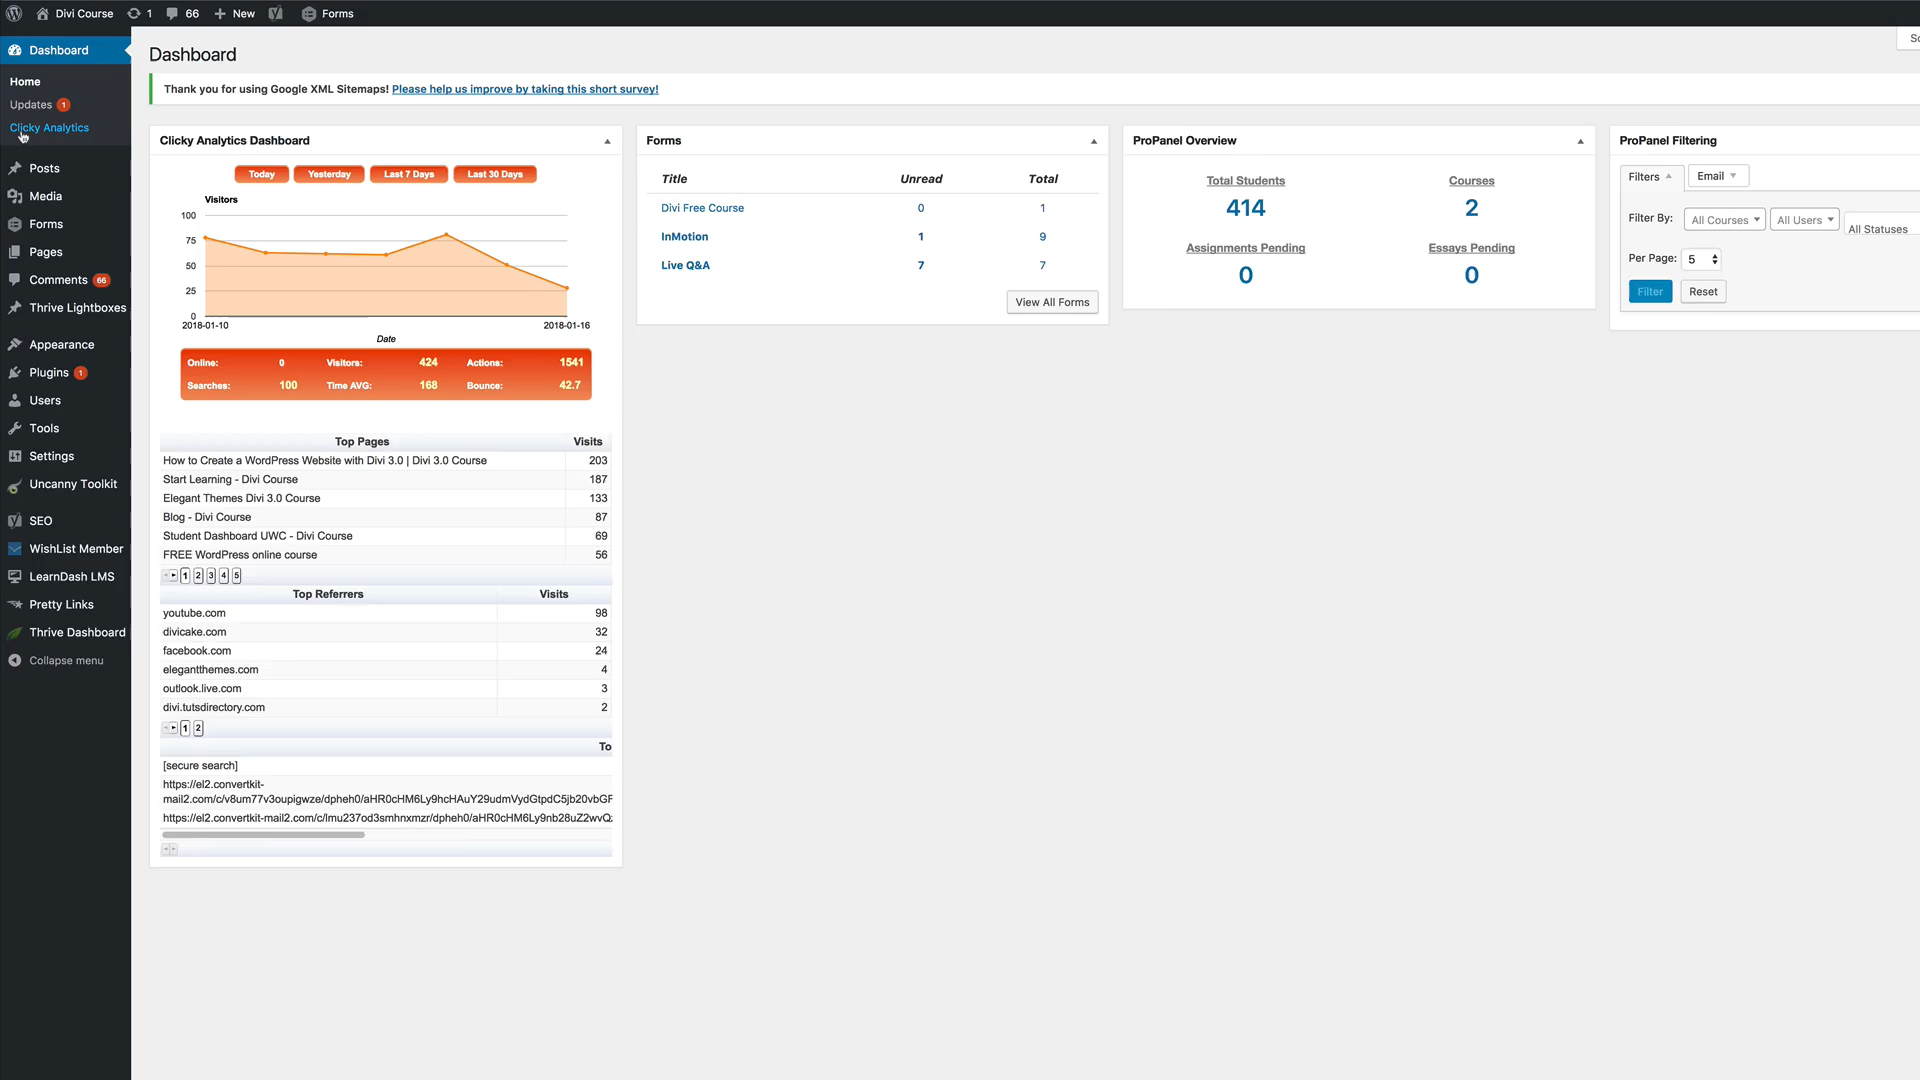 Divi Course 1 66 New Forms
Dashboard
Home
Updates 1
Clicky Analytics
Posts
Media
Forms
Pages
Comments 66
Thrive Lightboxes
Appearance
Plugins 1
Users
Tools
Settings
Uncanny Toolkit
SEO
WishList Member
LearnDash LMS
Pretty Links
Thrive Dashboard
Collapse menu
Dashboard
Thank you for using Google XML Sitemaps! Please help us improve by taking this short survey!
Clicky Analytics Dashboard
Today Yesterday Last 7 Days Last 30 Days
Visitors
100
75
50
25
0
2018-01-10 2018-01-16
Date
Online: 0 Visitors: 424 Actions: 1541
Searches: 100 Time AVG: 168 Bounce: 42.7
Top Pages Visits
How to Create a WordPress Website with Divi 3.0 | Divi 3.0 Course 203
Start Learning - Divi Course 187
Elegant Themes Divi 3.0 Course 133
Blog - Divi Course 87
Student Dashboard UWC - Divi Course 69
FREE WordPress online course 56
1 2 3 4 5
Top Referrers Visits
youtube.com 98
divicake.com 32
facebook.com 24
elegantthemes.com 4
outlook.live.com 3
divi.tutsdirectory.com 2
1 2
To
[secure search]
https://el2.convertkit-
mail2.com/c/v8um77v3oupigwze/dpheh0/aHR0cHM6Ly9hcHAuY29udmVydGtpdC5jb20vbGF
https://el2.convertkit-mail2.com/c/lmu237od3smhnxmzr/dpheh0/aHR0cHM6Ly9nb28uZ2wvQ
Forms
Title Unread Total
Divi Free Course 0 1
InMotion 1 9
Live Q&A 7 7
View All Forms
ProPanel Overview
Total Students Courses
414 2
Assignments Pending Essays Pending
0 0
ProPanel Filtering
Filters Email
Filter By: All Courses All Users All Statuses
Per Page: 5
Filter Reset